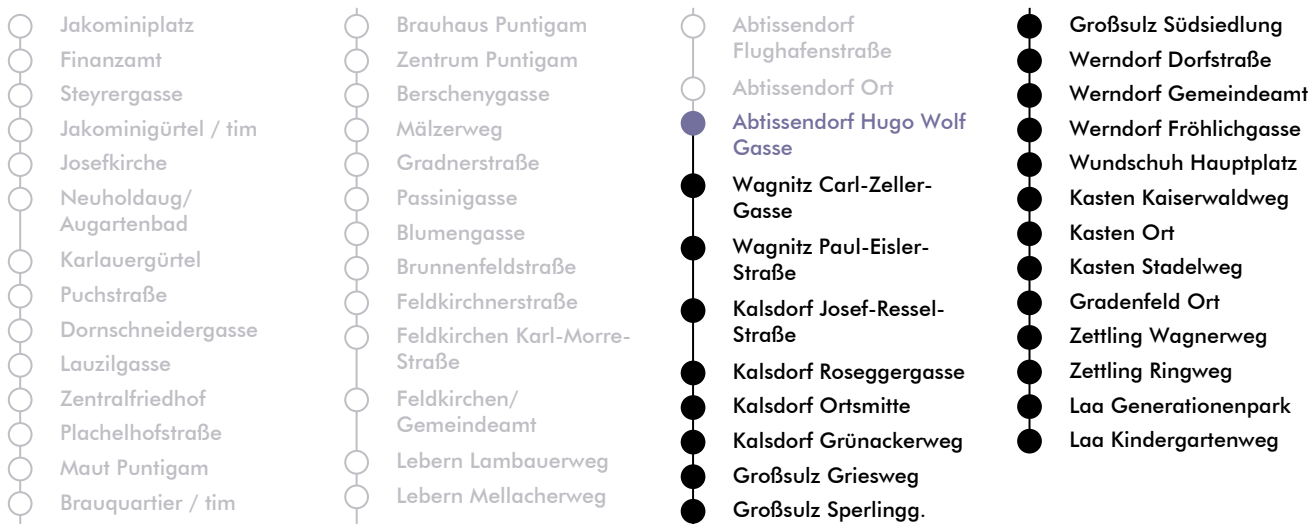 Jakominiplatz
Finanzamt
Steyrergasse
Jakominigürtel / tim
Josefkirche
Neuholdaug/
Augartenbad
Karlauergürtel
Puchstraße
Dornschneidergasse
Lauzilgasse
Zentralfriedhof
Plachelhofstraße
Maut Puntigam
Brauquartier / tim
Brauhaus Puntigam
Zentrum Puntigam
Berschenygasse
Mälzerweg
Gradnerstraße
Passinigasse
Blumengasse
Brunnenfeldstraße
Feldkirchnerstraße
Feldkirchen Karl-Morre-
Straße
Feldkirchen/
Gemeindeamt
Lebern Lambauerweg
Lebern Mellacherweg
Abtissendorf
Flughafenstraße
Abtissendorf Ort
Abtissendorf Hugo Wolf
Gasse
Wagnitz Carl-Zeller-
Gasse
Wagnitz Paul-Eisler-
Straße
Kalsdorf Josef-Ressel-
Straße
Kalsdorf Roseggergasse
Kalsdorf Ortsmitte
Kalsdorf Grünackerweg
Großsulz Griesweg
Großsulz Sperlingg.
Großsulz Südsiedlung
Werndorf Dorfstraße
Werndorf Gemeindeamt
Werndorf Fröhlichgasse
Wundschuh Hauptplatz
Kasten Kaiserwaldweg
Kasten Ort
Kasten Stadelweg
Gradenfeld Ort
Zettling Wagnerweg
Zettling Ringweg
Laa Generationenpark
Laa Kindergartenweg